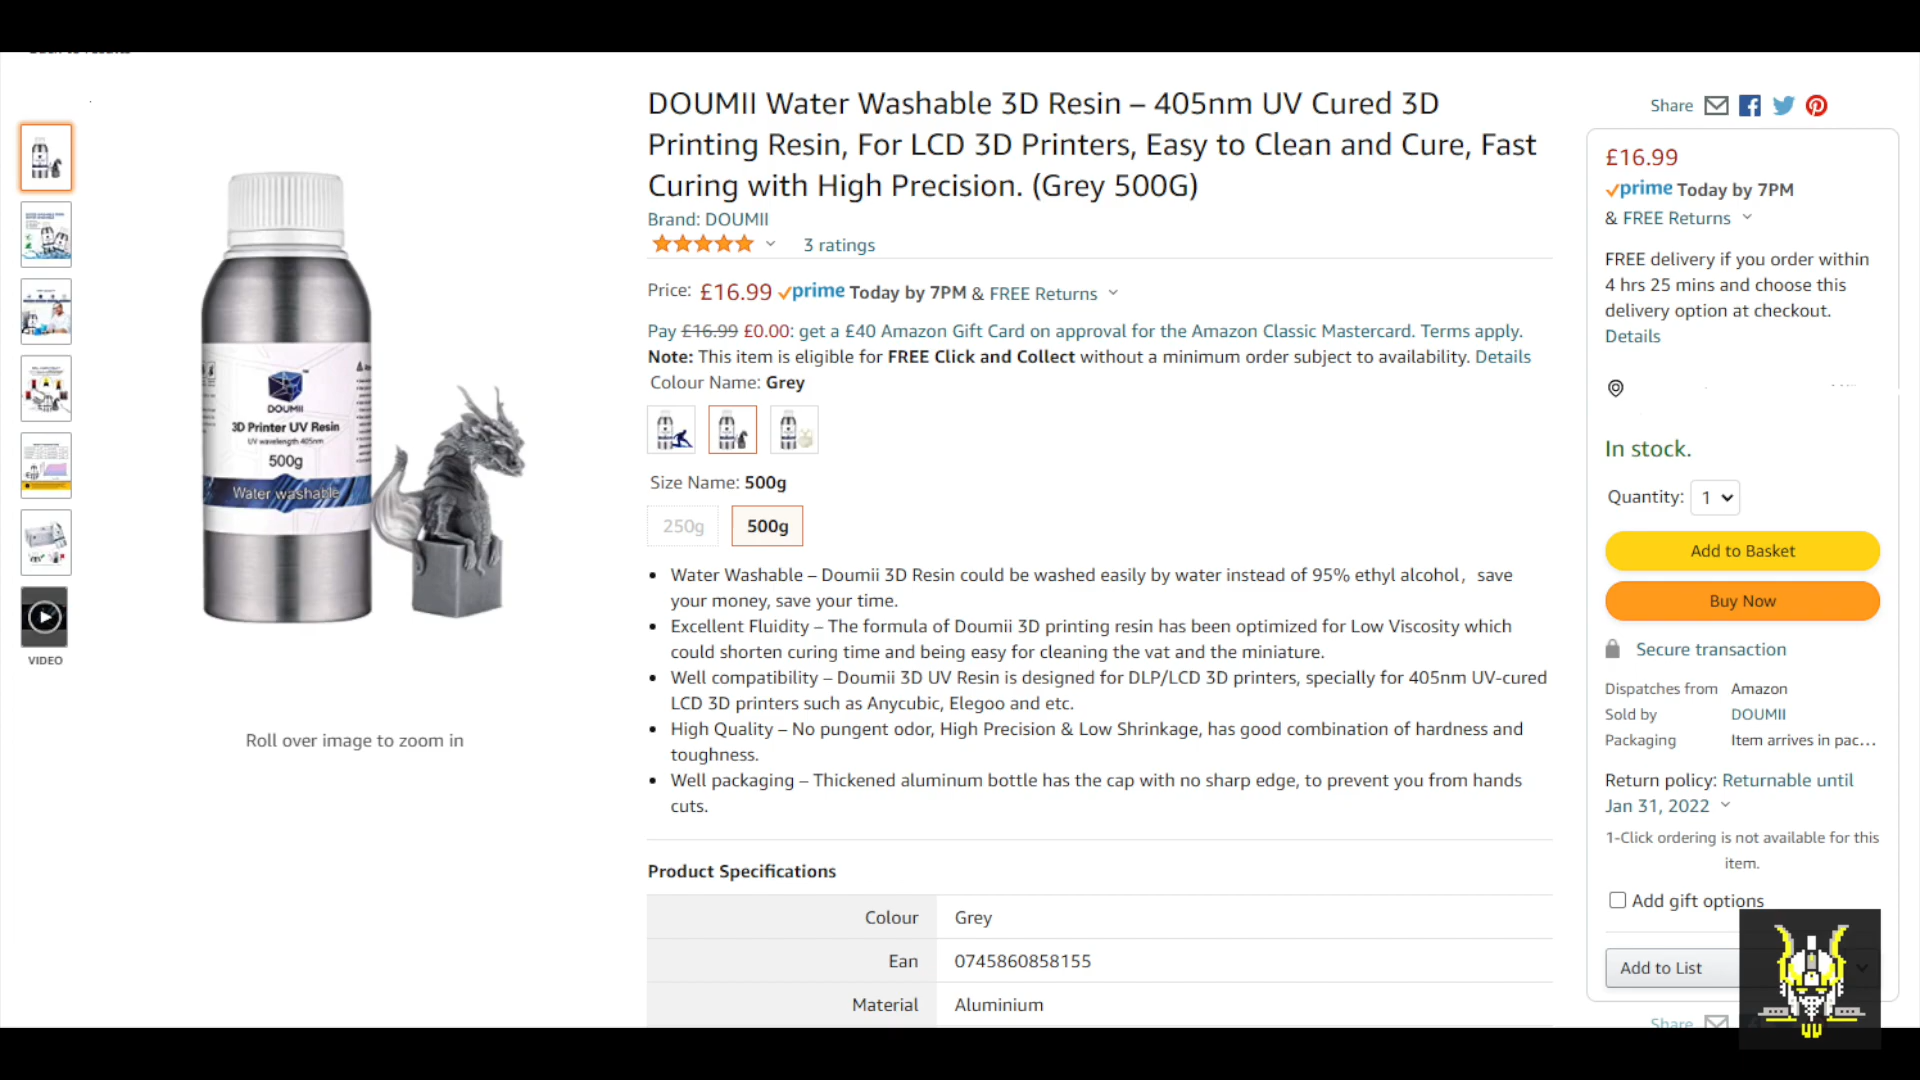 DOUMII Water Washable 3D Resin – 405nm UV Cured 3D
Printing Resin, For LCD 3D Printers, Easy to Clean and Cure, Fast
Curing with High Precision. (Grey 500G)
Brand: DOUMII
3 ratings
Price: £16.99 prime Today by 7PM & FREE Returns
Pay £16.99 £0.00: get a £40 Amazon Gift Card on approval for the Amazon Classic Mastercard. Terms apply.
Note: This item is eligible for FREE Click and Collect without a minimum order subject to availability. Details
Colour Name: Grey
Size Name: 500g
250g
500g
• Water Washable – Doumii 3D Resin could be washed easily by water instead of 95% ethyl alcohol，save
your money, save your time.
• Excellent Fluidity – The formula of Doumii 3D printing resin has been optimized for Low Viscosity which
could shorten curing time and being easy for cleaning the vat and the miniature.
• Well compatibility – Doumii 3D UV Resin is designed for DLP/LCD 3D printers, specially for 405nm UV-cured
LCD 3D printers such as Anycubic, Elegoo and etc.
• High Quality – No pungent odor, High Precision & Low Shrinkage, has good combination of hardness and
toughness.
• Well packaging – Thickened aluminum bottle has the cap with no sharp edge, to prevent you from hands
cuts.
Product Specifications
Colour Grey
Ean 0745860858155
Material Aluminium
DOUMII
3D Printer UV Resin
UV wavelength 405nm
500g
Water washable
VIDEO
Roll over image to zoom in
Share
£16.99
prime Today by 7PM
& FREE Returns
FREE delivery if you order within
4 hrs 25 mins and choose this
delivery option at checkout.
Details
In stock.
Quantity: 1
Add to Basket
Buy Now
Secure transaction
Dispatches from Amazon
Sold by DOUMII
Packaging Item arrives in pac...
Return policy: Returnable until
Jan 31, 2022
1-Click ordering is not available for this
item.
Add gift options
Add to List
Share